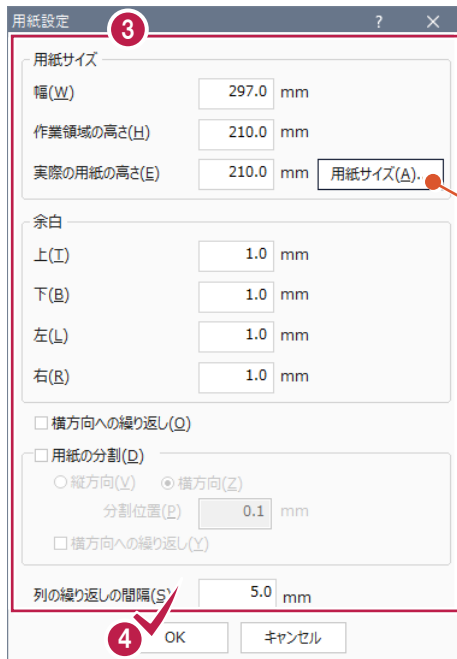 用紙設定 ? ×
3
用紙サイズ
幅(W) 297.0 mm
作業領域の高さ(H) 210.0 mm
実際の用紙の高さ(E) 210.0 mm 用紙サイズ(A)...
余白
上(T) 1.0 mm
下(B) 1.0 mm
左(L) 1.0 mm
右(R) 1.0 mm
横方向への繰り返し(O)
用紙の分割(D)
縦方向(V) 横方向(Z)
分割位置(P) 0.1 mm
横方向への繰り返し(Y)
列の繰り返しの間隔(S) 5.0 mm
4 OK キャンセル